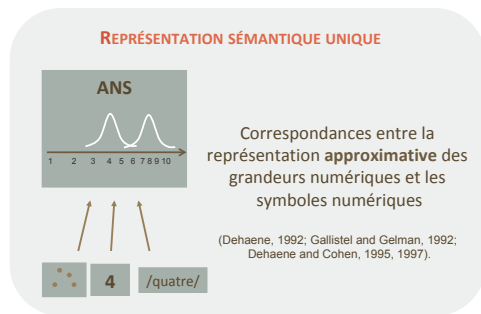 REPRÉSENTATION SÉMANTIQUE UNIQUE
ANS
1 2 3 4 5 6 7 8 9 10
4
/quatre/
Correspondances entre la
représentation approximative des
grandeurs numériques et les
symboles numériques
(Dehaene, 1992; Gallistel and Gelman, 1992;
Dehaene and Cohen, 1995, 1997).